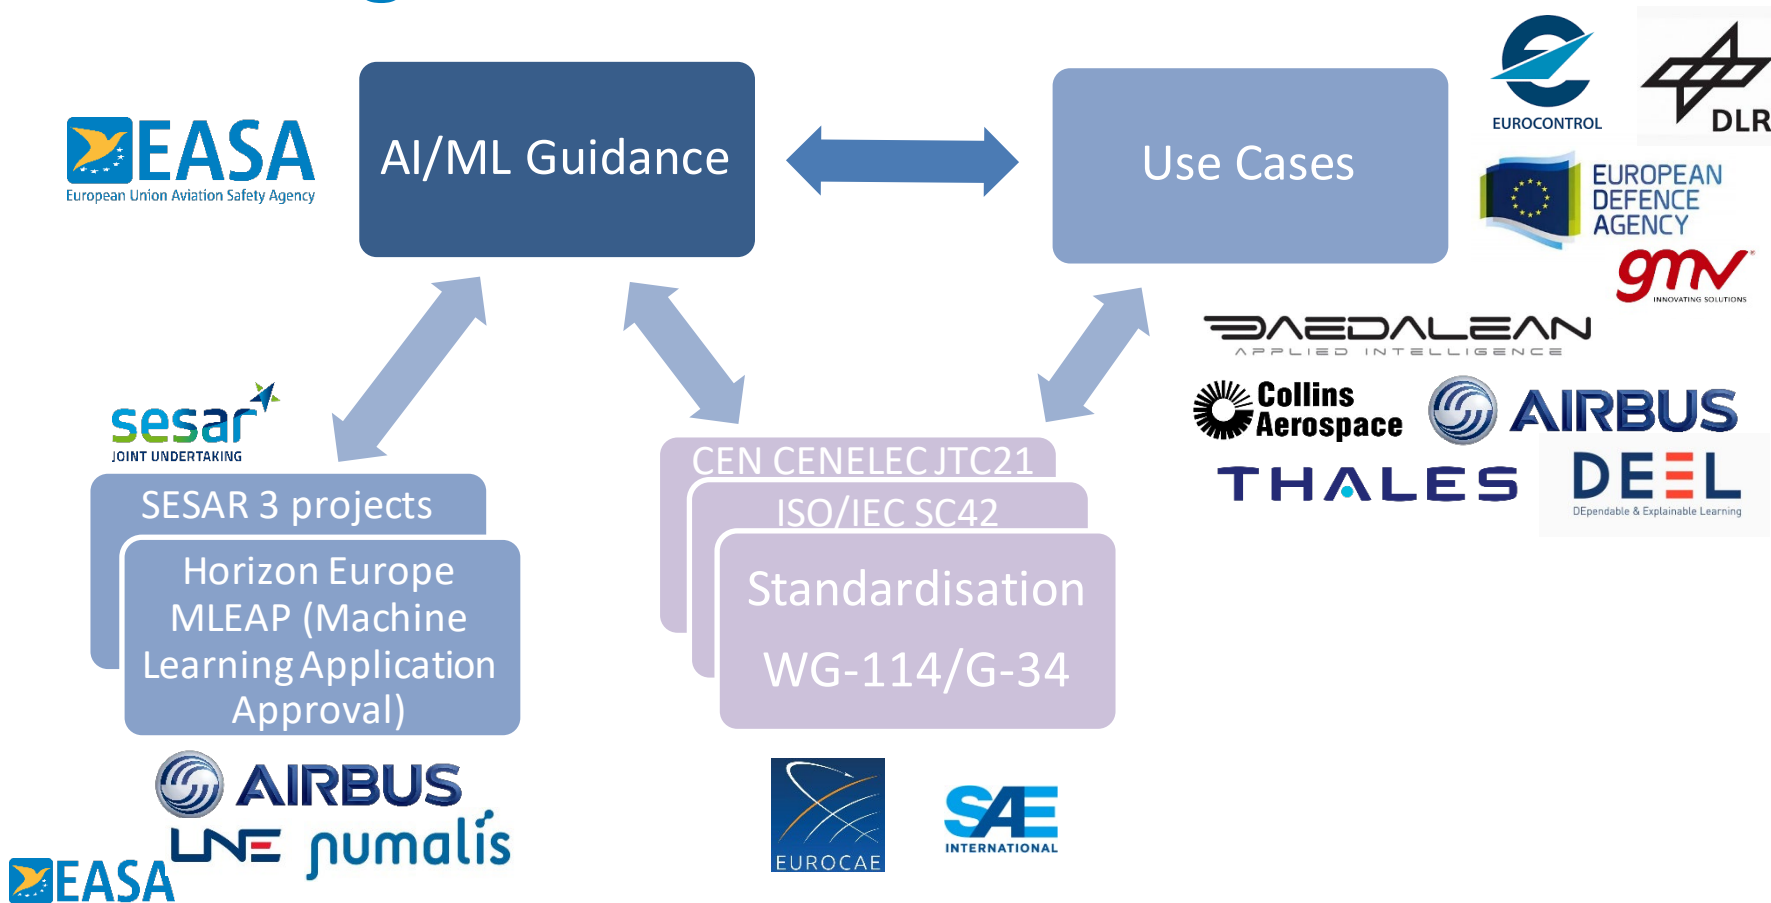 EASA
European Union Aviation Safety Agency
AI/ML Guidance
Use Cases
EUROCONTROL
DLR
EUROPEAN
DEFENCE
AGENCY
gmv
INNOVATING SOLUTIONS
DAEDALEAN
APPLIED INTELLIGENCE
Collins
Aerospace
AIRBUS
THALES
DEEL
DEpendable & Explainable Learning
sesar
JOINT UNDERTAKING
SESAR 3 projects
Horizon Europe
MLEAP (Machine
Learning Application
Approval)
CEN CENELEC JTC21
ISO/IEC SC42
Standardisation
WG-114/G-34
AIRBUS
LNE numalis
EUROCAE
SAE
INTERNATIONAL
EASA